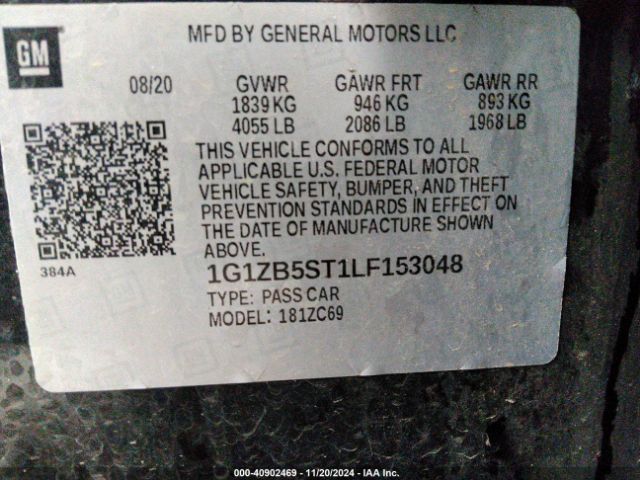 GM
MFD BY GENERAL MOTORS LLC
08/20 GVWR GAWR FRT GAWR RR
1839 KG 946 KG 893 KG
4055 LB 2086 LB 1968 LB
THIS VEHICLE CONFORMS TO ALL
APPLICABLE U.S. FEDERAL MOTOR
VEHICLE SAFETY, BUMPER, AND THEFT
PREVENTION STANDARDS IN EFFECT ON
THE DATE OF MANUFACTURE SHOWN
ABOVE.
384A
1G1ZB5ST1LF153048
TYPE: PASS CAR
MODEL: 181ZC69
000-40902469 - 11/20/2024 - IAA Inc.